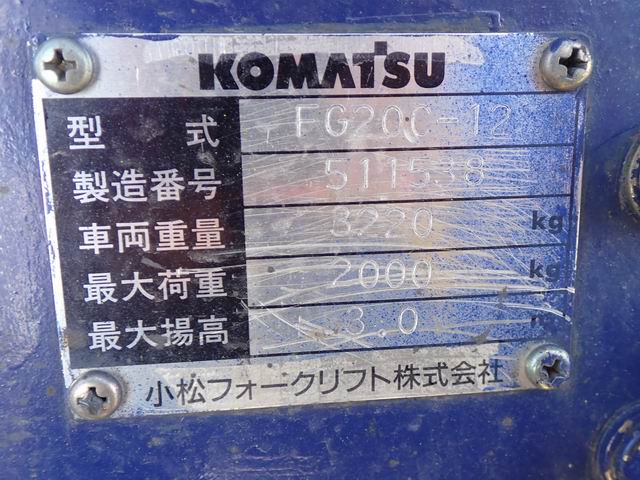 KOMATSU
型式 FG20C-12
製造番号 511538
車両重量 3220 kg
最大荷重 2000 kg
最大揚高 3.0
小松フォークリフト株式会社